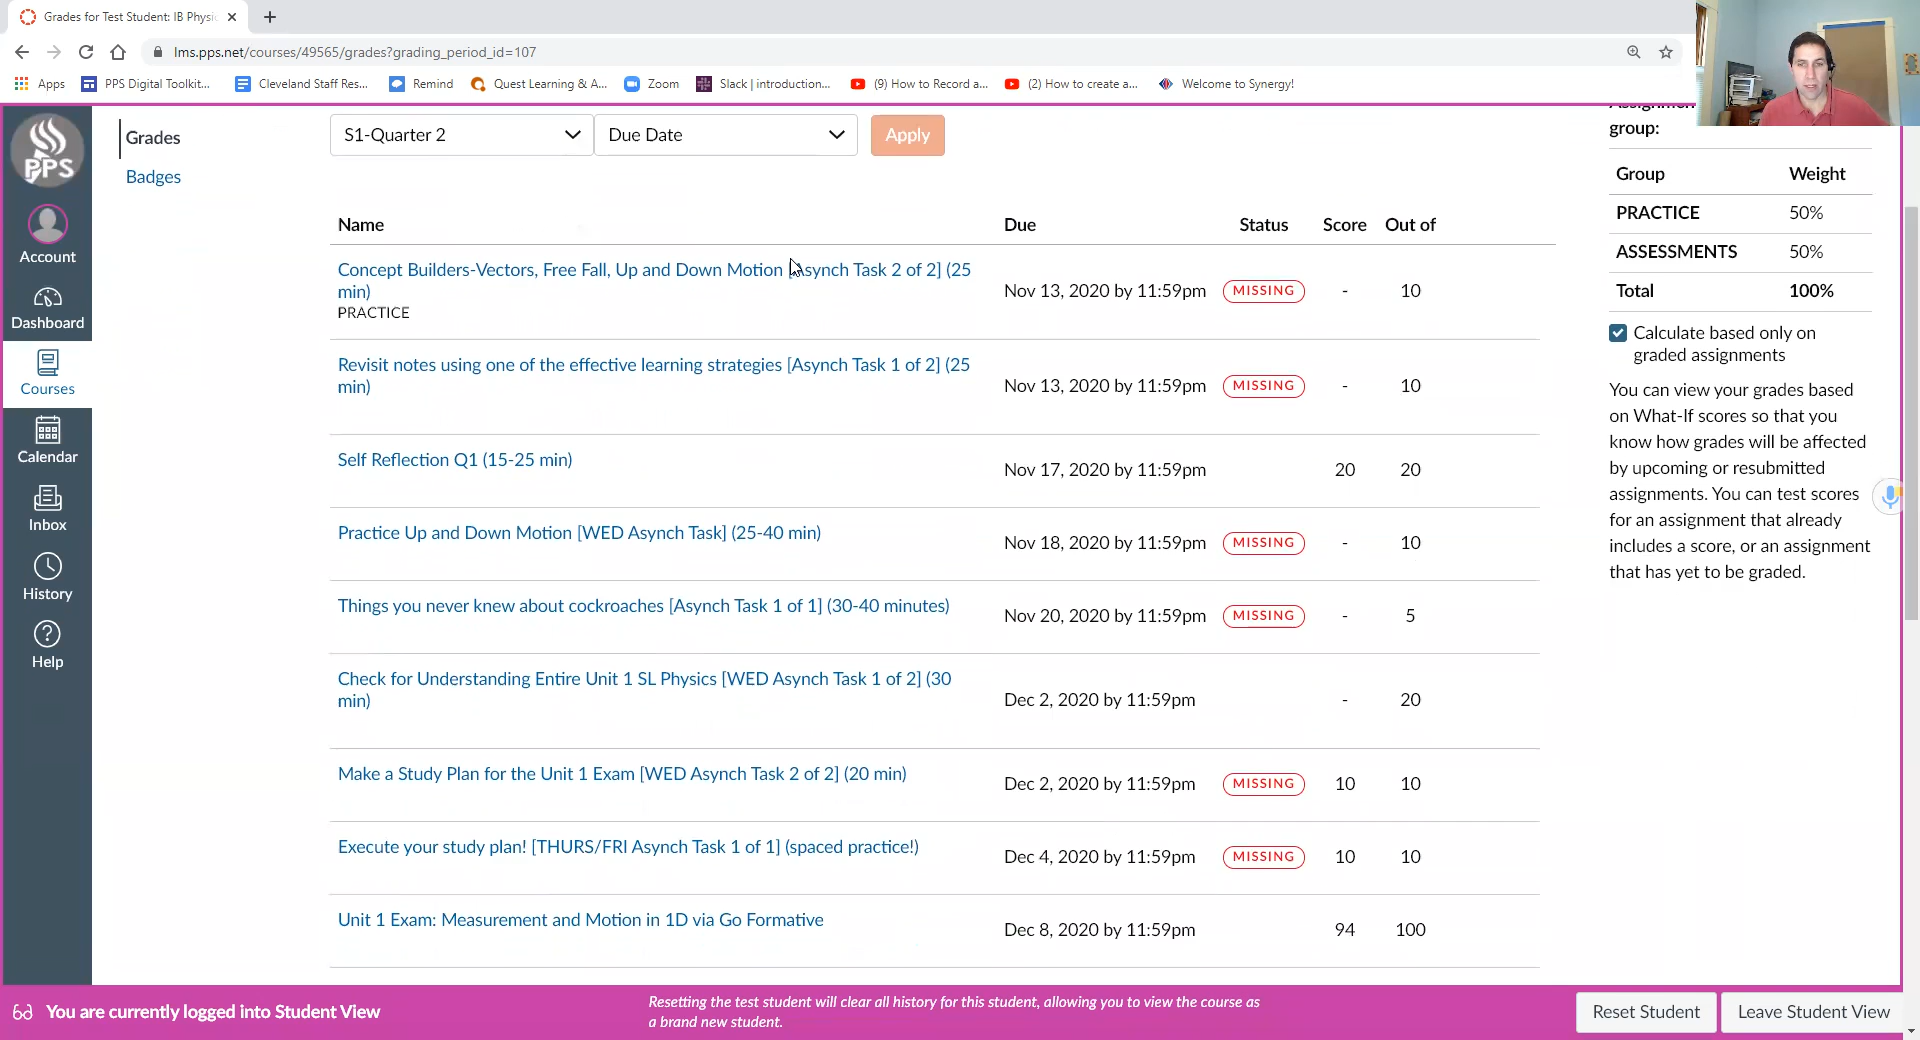 Grades for Test Student: IB Physi
lms.pps.net/courses/49565/grades?grading_period_id=107
Apps
PPS Digital Toolkit...
Cleveland Staff Res...
Remind
Quest Learning & A...
Zoom
Slack | introduction...
(9) How to Record a...
(2) How to create a...
Welcome to Synergy!
PPS
Account
Dashboard
Courses
Calendar
Inbox
History
Help
Grades
Badges
S1-Quarter 2
Due Date
Apply
Name Due Status Score Out of
Concept Builders-Vectors, Free Fall, Up and Down Motion [Asynch Task 2 of 2] (25
min)
PRACTICE
Nov 13, 2020 by 11:59pm MISSING - 10
Revisit notes using one of the effective learning strategies [Asynch Task 1 of 2] (25
min)
Nov 13, 2020 by 11:59pm MISSING - 10
Self Reflection Q1 (15-25 min)
Nov 17, 2020 by 11:59pm 20 20
Practice Up and Down Motion [WED Asynch Task] (25-40 min)
Nov 18, 2020 by 11:59pm MISSING - 10
Things you never knew about cockroaches [Asynch Task 1 of 1] (30-40 minutes)
Nov 20, 2020 by 11:59pm MISSING - 5
Check for Understanding Entire Unit 1 SL Physics [WED Asynch Task 1 of 2] (30
min)
Dec 2, 2020 by 11:59pm - 20
Make a Study Plan for the Unit 1 Exam [WED Asynch Task 2 of 2] (20 min)
Dec 2, 2020 by 11:59pm MISSING 10 10
Execute your study plan! [THURS/FRI Asynch Task 1 of 1] (spaced practice!)
Dec 4, 2020 by 11:59pm MISSING 10 10
Unit 1 Exam: Measurement and Motion in 1D via Go Formative
Dec 8, 2020 by 11:59pm 94 100
group:
Group Weight
PRACTICE 50%
ASSESSMENTS 50%
Total 100%
Calculate based only on
graded assignments
You can view your grades based
on What-If scores so that you
know how grades will be affected
by upcoming or resubmitted
assignments. You can test scores
for an assignment that already
includes a score, or an assignment
that has yet to be graded.
You are currently logged into Student View
Resetting the test student will clear all history for this student, allowing you to view the course as
a brand new student.
Reset Student
Leave Student View